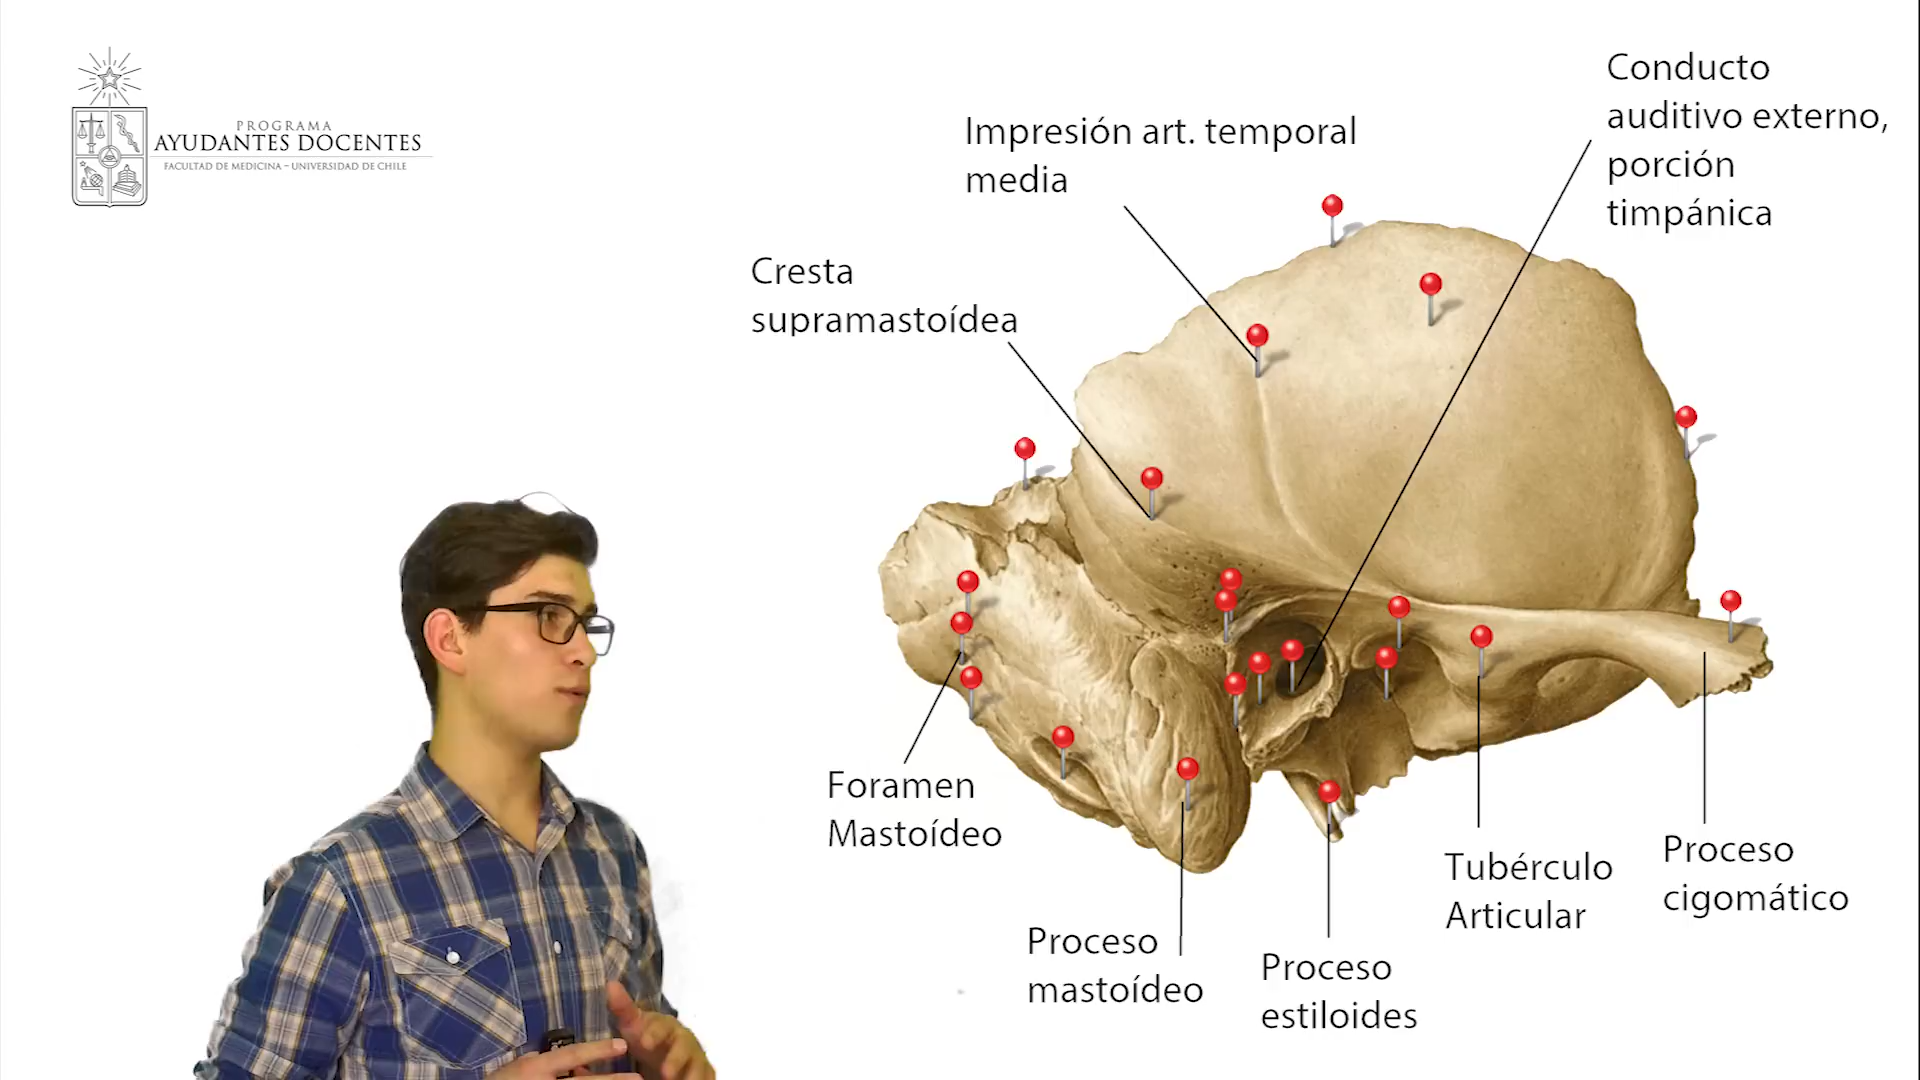 PROGRAMA
AYUDANTES DOCENTES
FACULTAD DE MEDICINA – UNIVERSIDAD DE CHILE
Conducto
auditivo externo,
porción
timpánica
Impresión art. temporal
media
Cresta
supramastoídea
Foramen
Mastoídeo
Proceso
mastoídeo
Proceso
estiloides
Tubérculo
Articular
Proceso
cigomático